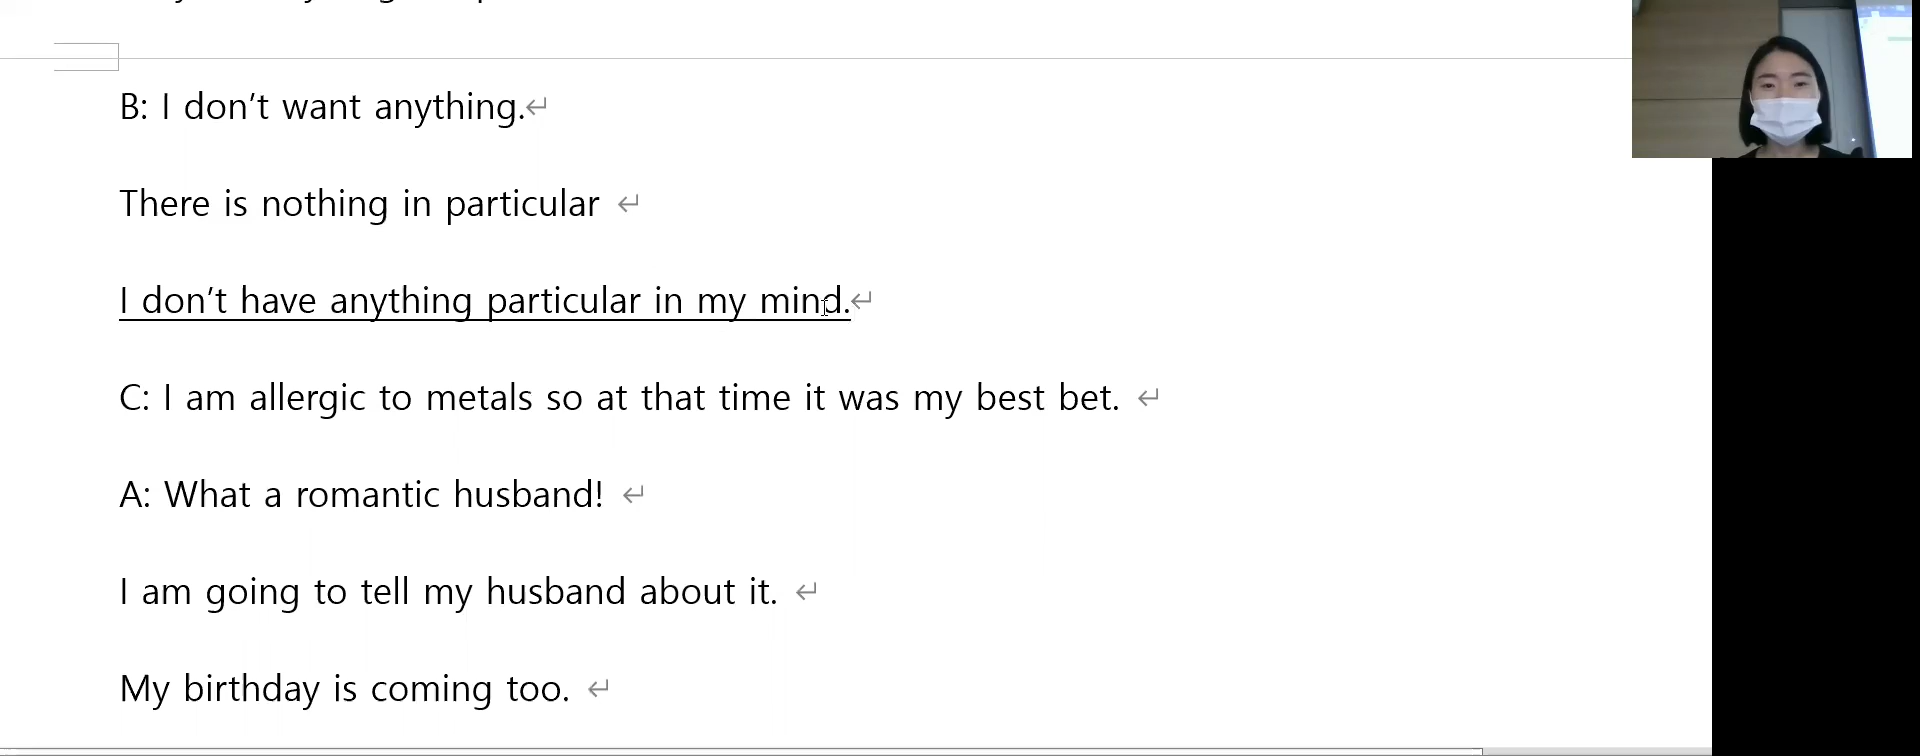 B: I don’t want anything.
There is nothing in particular
I don’t have anything particular in my mind.
C: I am allergic to metals so at that time it was my best bet.
A: What a romantic husband!
I am going to tell my husband about it.
My birthday is coming too.